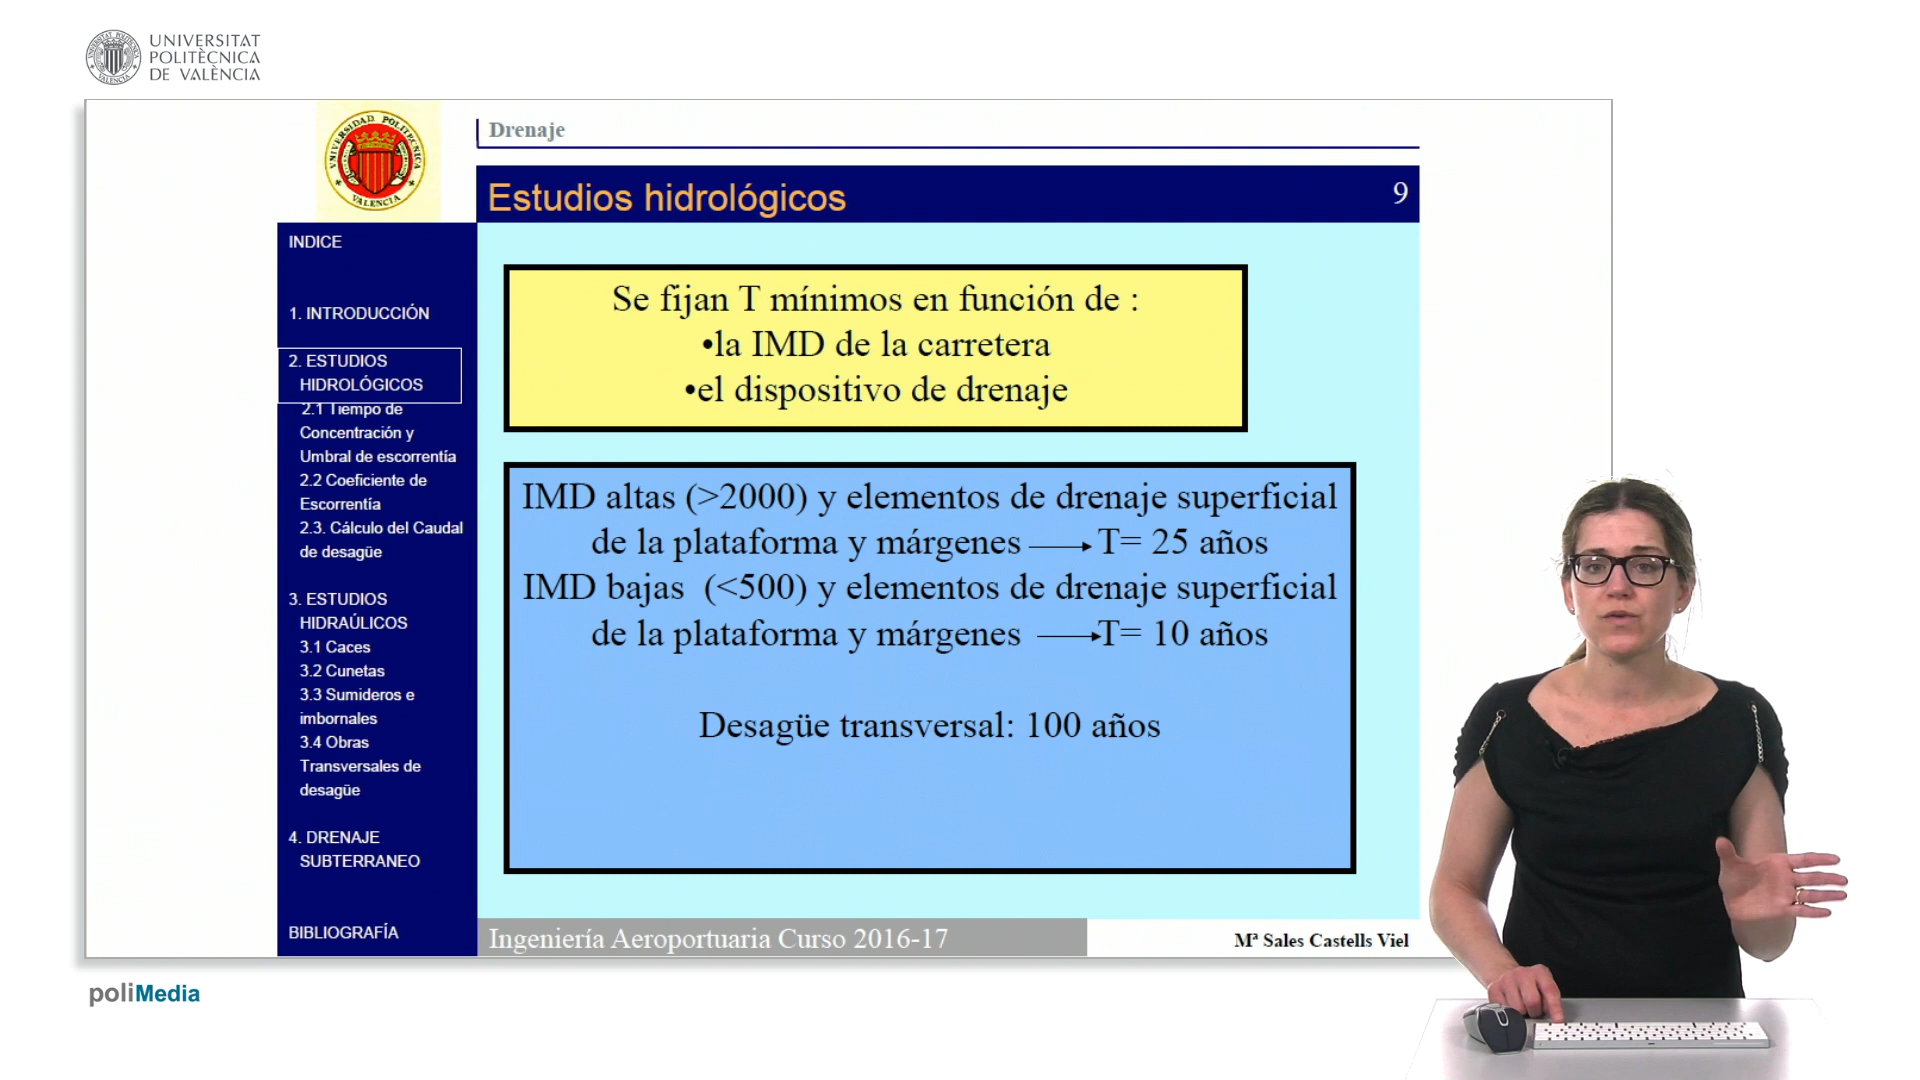 UNIVERSITAT
POLITÈCNICA
DE VALÈNCIA
UNIVERSIDAD POLITECNICA
VALENCIA
Drenaje
Estudios hidrológicos
9
INDICE
1. INTRODUCCIÓN
2. ESTUDIOS
HIDROLÓGICOS
2.1 Tiempo de
Concentración y
Umbral de escorrentía
2.2 Coeficiente de
Escorrentía
2.3. Cálculo del Caudal
de desagüe
3. ESTUDIOS
HIDRAÚLICOS
3.1 Caces
3.2 Cunetas
3.3 Sumideros e
imbornales
3.4 Obras
Transversales de
desagüe
4. DRENAJE
SUBTERRANEO
BIBLIOGRAFÍA
Se fijan T mínimos en función de :
•la IMD de la carretera
•el dispositivo de drenaje
IMD altas (>2000) y elementos de drenaje superficial
de la plataforma y márgenes → T= 25 años
IMD bajas (<500) y elementos de drenaje superficial
de la plataforma y márgenes → T= 10 años
Desagüe transversal: 100 años
Ingeniería Aeroportuaria Curso 2016-17
Mª Sales Castells Viel
poliMedia